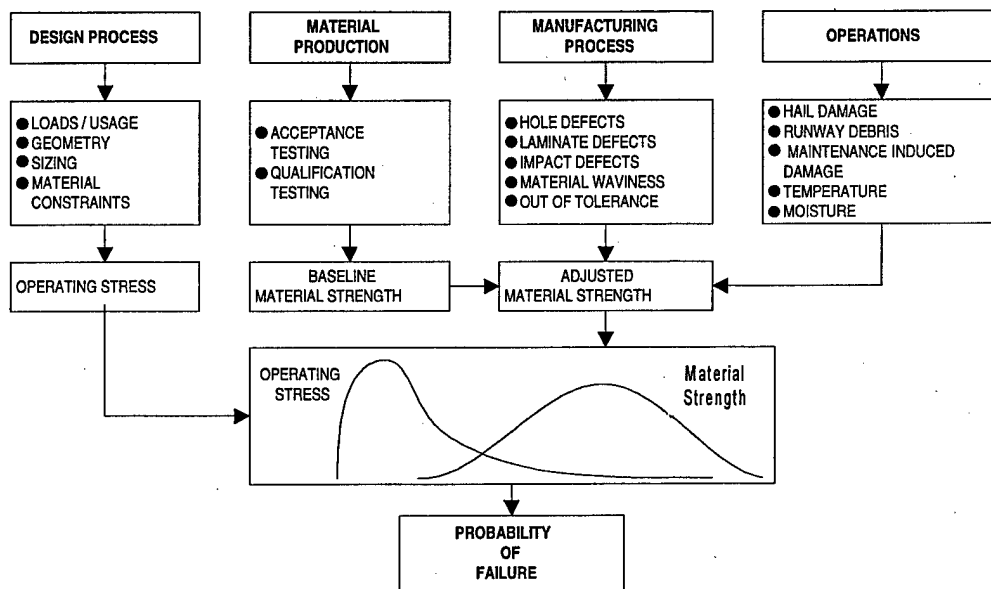 DESIGN PROCESS
MATERIAL
PRODUCTION
MANUFACTURING
PROCESS
OPERATIONS
● LOADS / USAGE
● GEOMETRY
● SIZING
● MATERIAL
CONSTRAINTS
● ACCEPTANCE
TESTING
● QUALIFICATION
TESTING
● HOLE DEFECTS
● LAMINATE DEFECTS
● IMPACT DEFECTS
● MATERIAL WAVINESS
● OUT OF TOLERANCE
● HAIL DAMAGE
● RUNWAY DEBRIS
● MAINTENANCE INDUCED
DAMAGE
● TEMPERATURE
● MOISTURE
OPERATING STRESS
BASELINE
MATERIAL STRENGTH
ADJUSTED
MATERIAL STRENGTH
OPERATING
STRESS
Material
Strength
PROBABILITY
OF
FAILURE